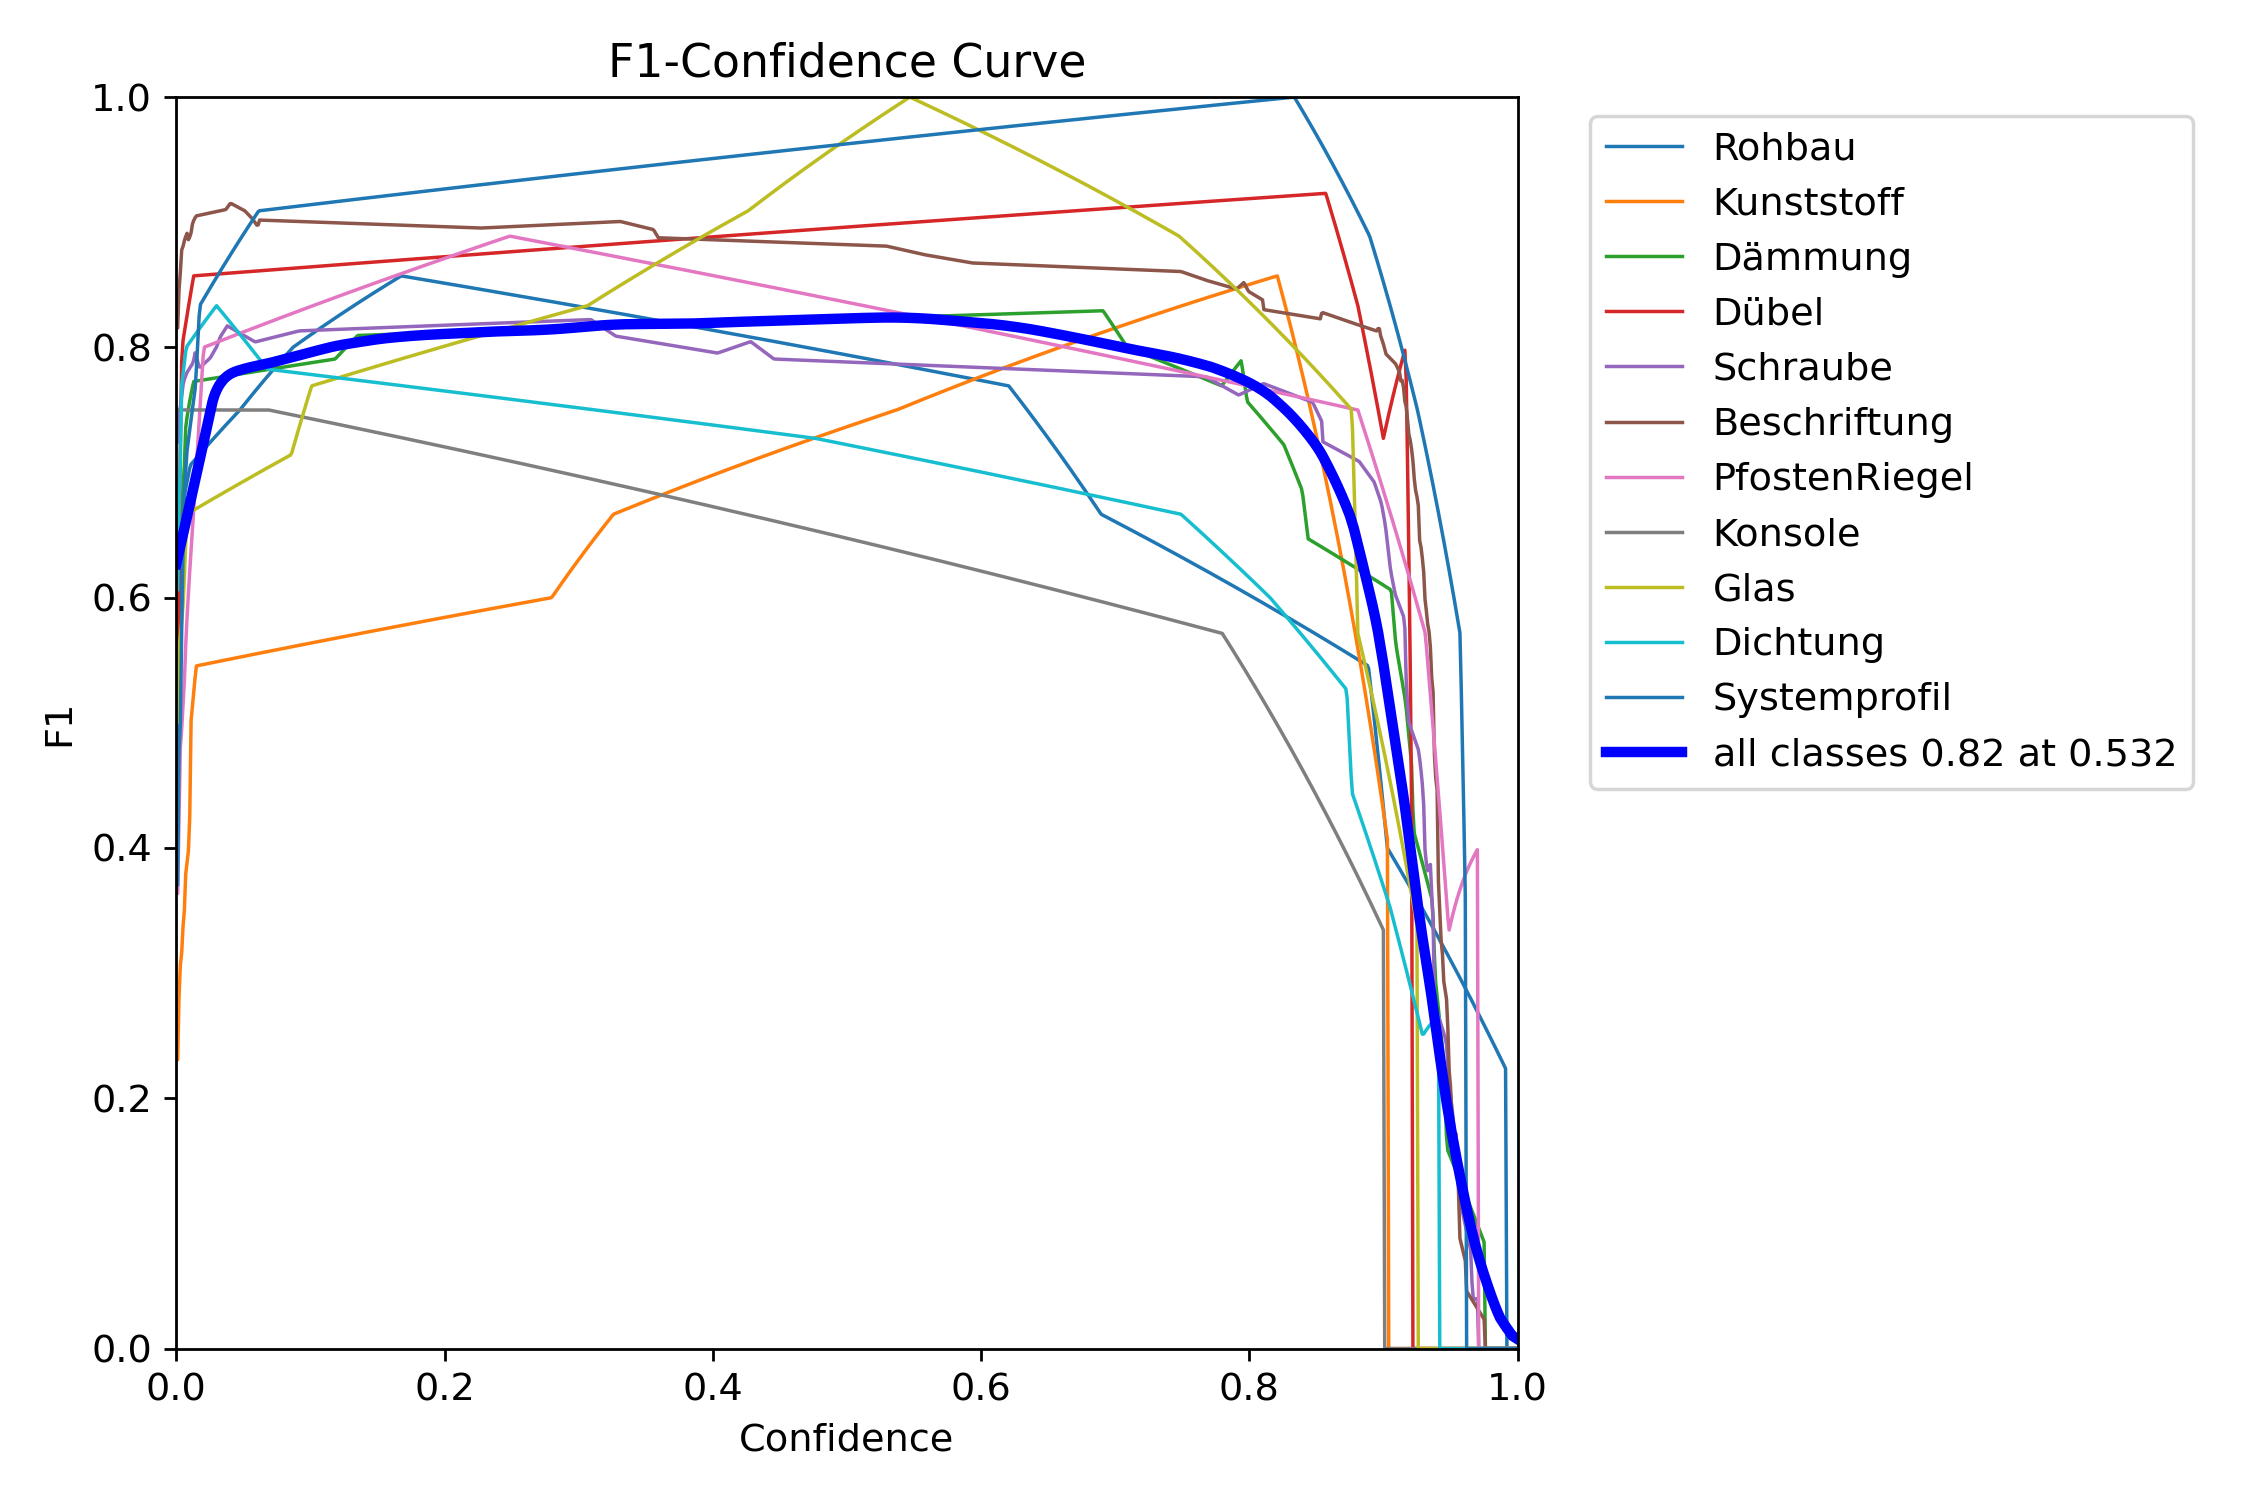 F1-Confidence Curve
1.0
0.8
0.6
0.4
0.2
0.0
F1
0.0 0.2 0.4 0.6 0.8 1.0
Confidence
Rohbau
Kunststoff
Dämmung
Dübel
Schraube
Beschriftung
PfostenRiegel
Konsole
Glas
Dichtung
Systemprofil
all classes 0.82 at 0.532